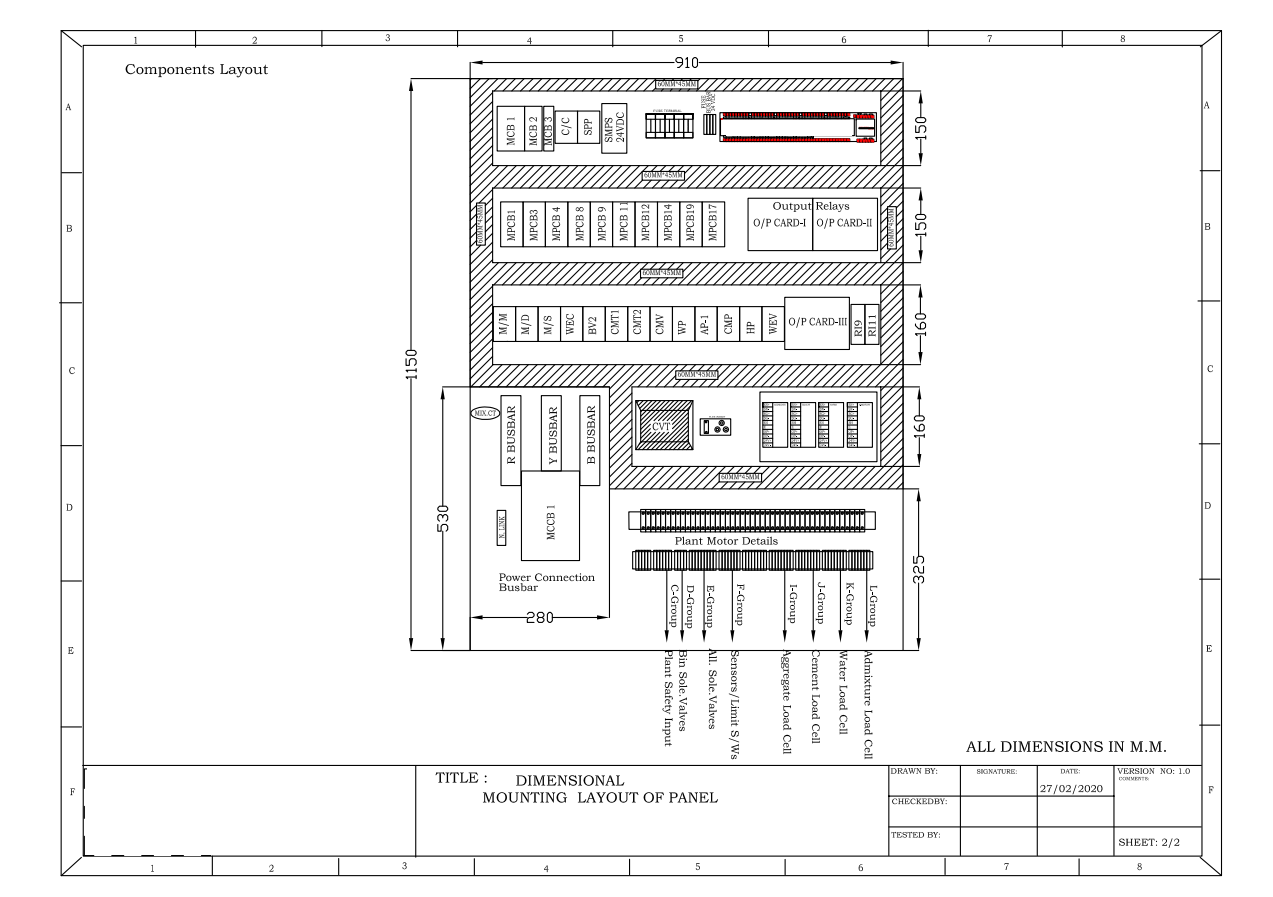 1 2 3 4 5 6 7 8
Components Layout
910
60MM*45MM
A
A
MCB 1
MCB 2
MCB 3
C/C
SPP
SMPS
24VDC
FUSE TERMINAL
150
60MM*45MM
B
B
60MM*45MM
MPCB1
MPCB3
MPCB 4
MPCB 8
MPCB 9
MPCB 11
MPCB12
MPCB14
MPCB19
MPCB17
Output Relays
O/P CARD-I
O/P CARD-II
60MM*45MM
150
60MM*45MM
1150
C
C
M/M
M/D
M/S
WEC
BV2
CMT1
CMT2
CMV
WP
AP-1
CMP
HP
WEV
O/P CARD-III
RI9
RI11
160
60MM*45MM
MIX.CT
R BUSBAR
Y BUSBAR
B BUSBAR
CVT
160
60MM*45MM
D
D
530
N. LINK
MCCB 1
Plant Motor Details
325
Power Connection
Busbar
280
C-Group
D-Group
E-Group
F-Group
I-Group
J-Group
K-Group
L-Group
E
E
Plant Safety Input
Bin Sole.Valves
All. Sole.Valves
Sensors/Limit S/Ws
Aggregate Load Cell
Cement Load Cell
Water Load Cell
Admixture Load Cell
ALL DIMENSIONS IN M.M.
F
F
TITLE : DIMENSIONAL
MOUNTING LAYOUT OF PANEL
DRAWN BY:
SIGNATURE:
DATE:
27/02/2020
VERSION NO: 1.0
COMMENTS:
CHECKEDBY:
TESTED BY:
SHEET: 2/2
1 2 3 4 5 6 7 8